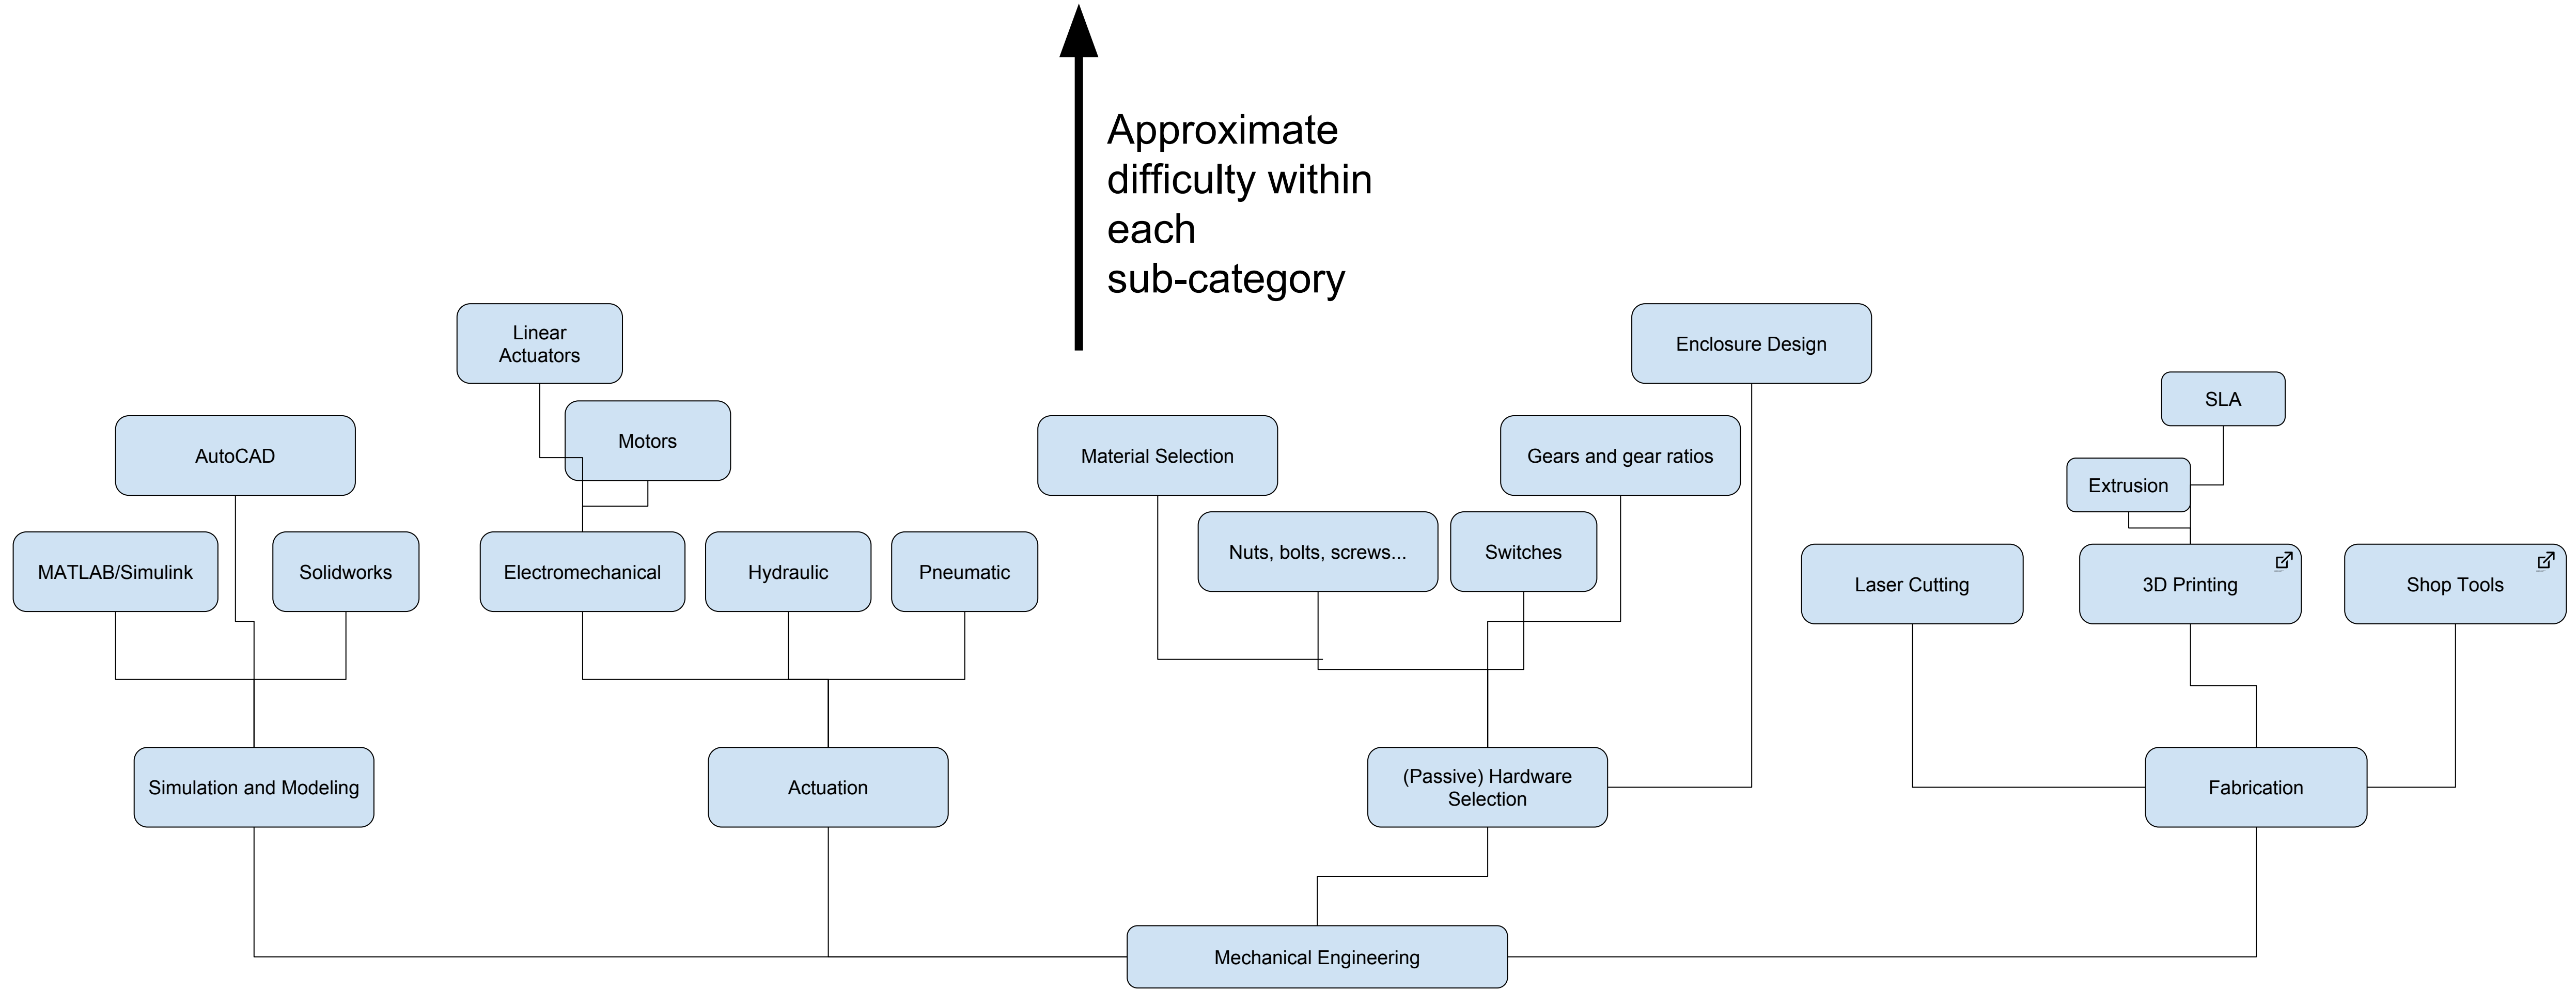 Approximate
difficulty within
each
sub-category
Linear
Actuators
Enclosure Design
SLA
Motors
AutoCAD
Material Selection
Gears and gear ratios
Extrusion
MATLAB/Simulink
Solidworks
Electromechanical
Hydraulic
Pneumatic
Nuts, bolts, screws...
Switches
Laser Cutting
3D Printing
Shop Tools
Simulation and Modeling
Actuation
(Passive) Hardware
Selection
Fabrication
Mechanical Engineering